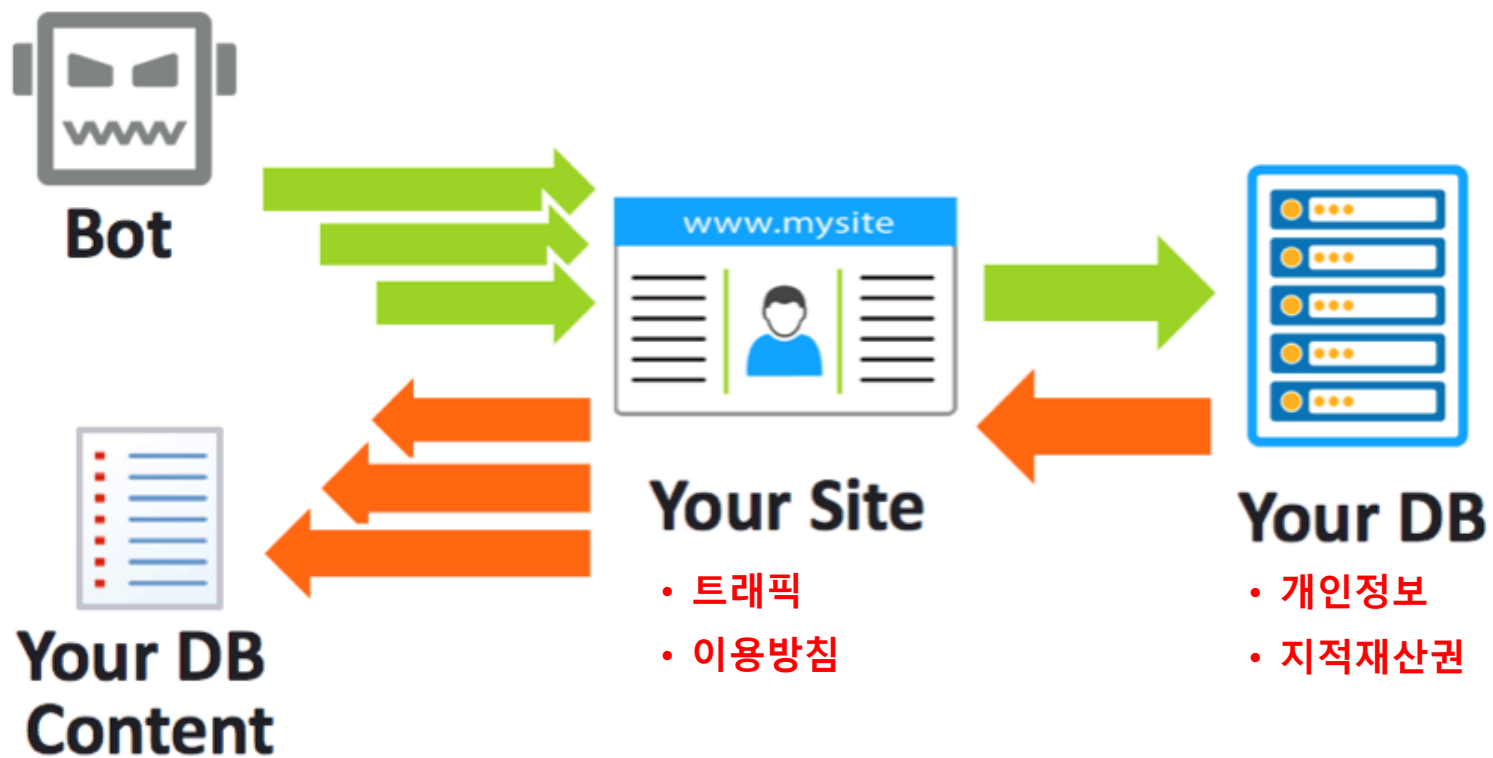 Bot
www.mysite
Your Site
• 트래픽
• 이용방침
Your DB
• 개인정보
• 지적재산권
Your DB
Content